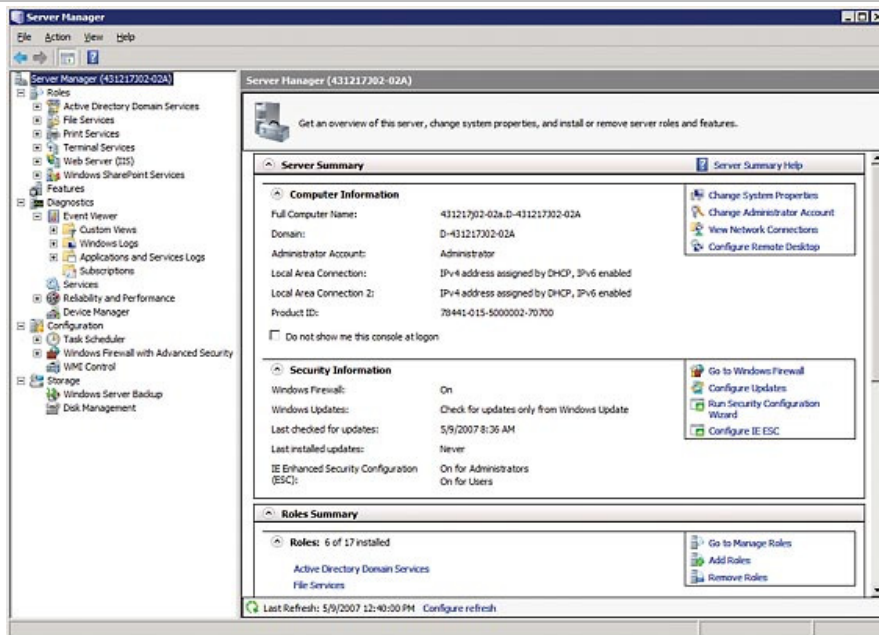 Server Manager
File Action View Help
Server Manager (431217J02-02A)
Roles
Active Directory Domain Services
File Services
Print Services
Terminal Services
Web Server (IIS)
Windows SharePoint Services
Features
Diagnostics
Event Viewer
Custom Views
Windows Logs
Applications and Services Logs
Subscriptions
Services
Reliability and Performance
Device Manager
Configuration
Task Scheduler
Windows Firewall with Advanced Security
WMI Control
Storage
Windows Server Backup
Disk Management
Server Manager (431217J02-02A)
Get an overview of this server, change system properties, and install or remove server roles and features.
Server Summary
Server Summary Help
Computer Information
Full Computer Name: 431217j02-02a.D-431217J02-02A
Domain: D-431217J02-02A
Administrator Account: Administrator
Local Area Connection: IPv4 address assigned by DHCP, IPv6 enabled
Local Area Connection 2: IPv4 address assigned by DHCP, IPv6 enabled
Product ID: 78441-015-5000002-70700
Do not show me this console at logon
Change System Properties
Change Administrator Account
View Network Connections
Configure Remote Desktop
Security Information
Windows Firewall: On
Windows Updates: Check for updates only from Windows Update
Last checked for updates: 5/9/2007 8:36 AM
Last installed updates: Never
IE Enhanced Security Configuration On for Administrators
(ESC): On for Users
Go to Windows Firewall
Configure Updates
Run Security Configuration
Wizard
Configure IE ESC
Roles Summary
Roles: 6 of 17 installed
Active Directory Domain Services
File Services
Go to Manage Roles
Add Roles
Remove Roles
Last Refresh: 5/9/2007 12:40:00 PM Configure refresh